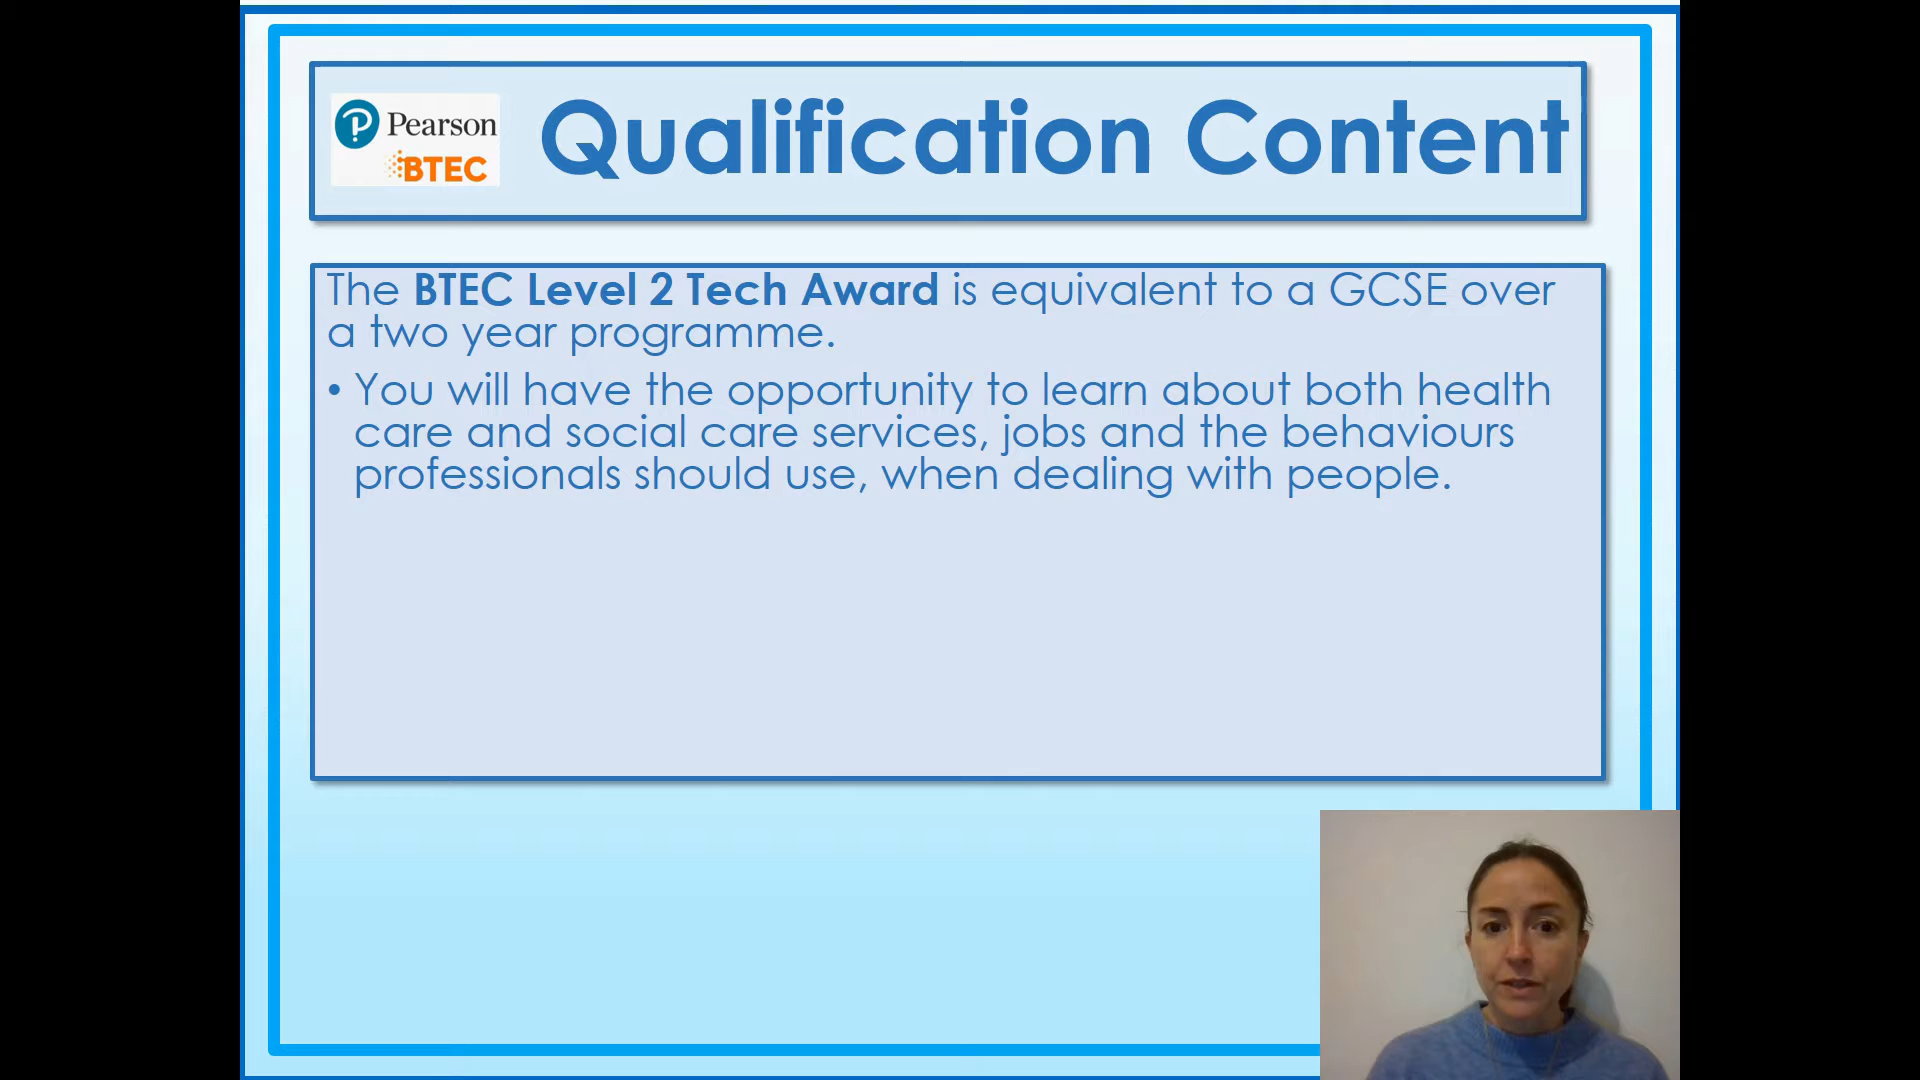 Pearson
BTEC
Qualification Content
The BTEC Level 2 Tech Award is equivalent to a GCSE over
a two year programme.
• You will have the opportunity to learn about both health
care and social care services, jobs and the behaviours
professionals should use, when dealing with people.